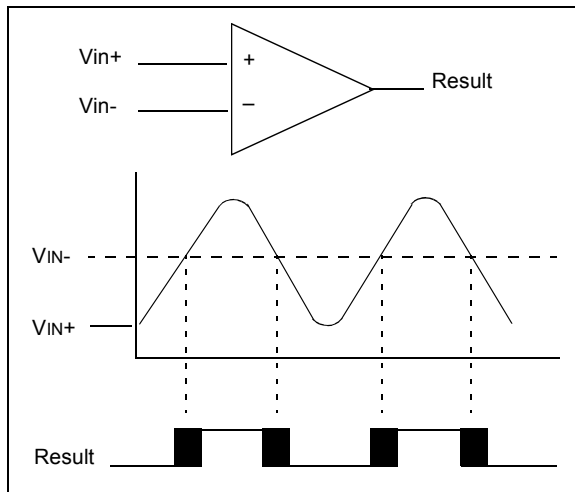 Vin+
+
Result
Vin-
–
VIN-
VIN+
Result